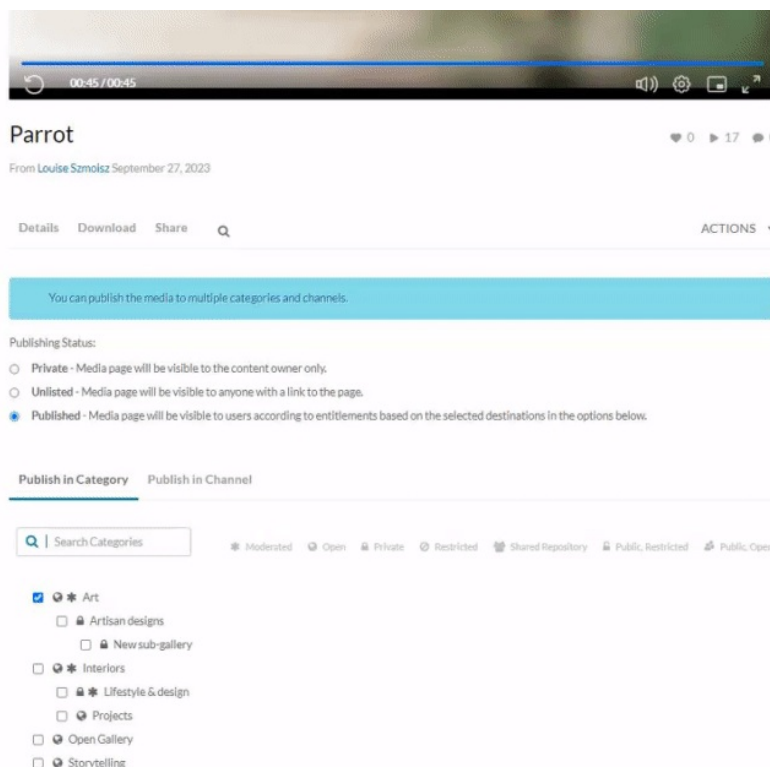 00:45 / 00:45
Parrot
0 17
From Louise Szmoisz September 27, 2023
Details Download Share ACTIONS
You can publish the media to multiple categories and channels.
Publishing Status:
Private - Media page will be visible to the content owner only.
Unlisted - Media page will be visible to anyone with a link to the page.
Published - Media page will be visible to users according to entitlements based on the selected destinations in the options below.
Publish in Category Publish in Channel
Search Categories Moderated Open Private Restricted Shared Repository Public, Restricted Public, Open
Art
Artisan designs
New sub-gallery
Interiors
Lifestyle & design
Projects
Open Gallery
Storytelling